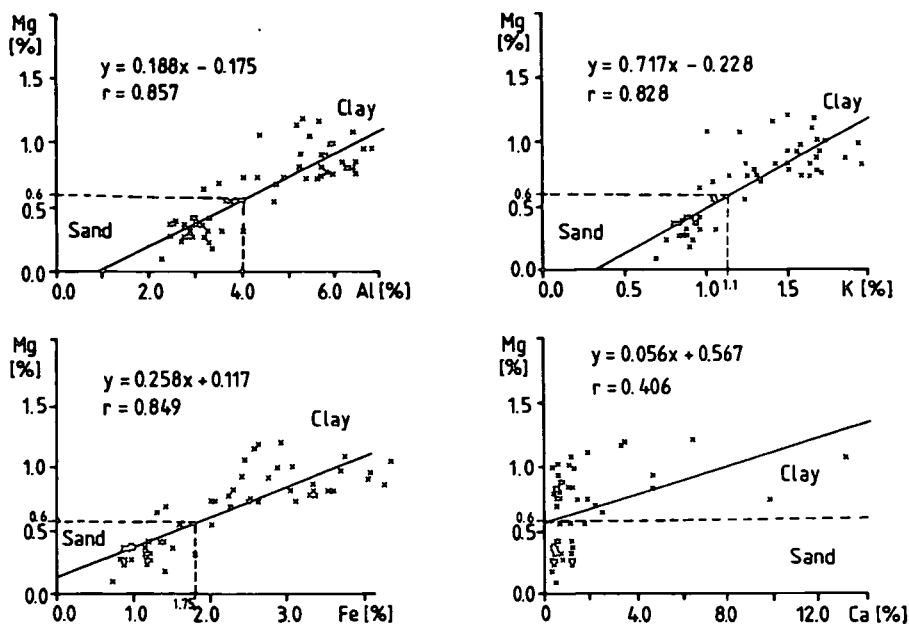 Mg
[%]
y = 0.188x − 0.175
r = 0.857
Clay
Sand
1.5
1.0
0.6
0.5
0.0
0.0 2.0 4.0 6.0 Al [%]
Mg
[%]
y = 0.717x − 0.228
r = 0.828
Clay
Sand
1.5
1.0
0.6
0.5
0.0
0.0 0.5 1.0 1.1 1.5 K [%]
Mg
[%]
y = 0.258x + 0.117
r = 0.849
Clay
Sand
1.5
1.0
0.6
0.5
0.0
0.0 1.0 1.75 2.0 3.0 Fe [%]
Mg
[%]
y = 0.056x + 0.567
r = 0.406
Clay
Sand
1.5
1.0
0.6
0.5
0.0
0.0 4.0 8.0 12.0 Ca [%]